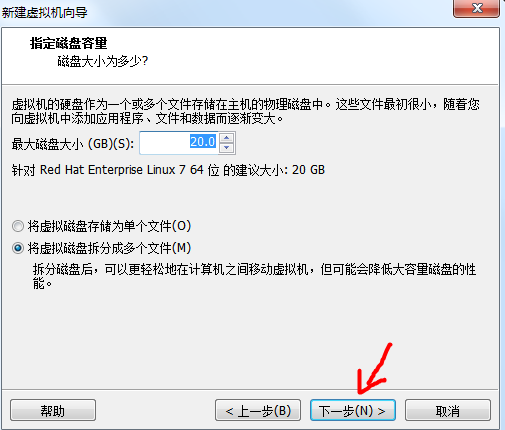 新建虚拟机向导
指定磁盘容量
磁盘大小为多少?
虚拟机的硬盘作为一个或多个文件存储在主机的物理磁盘中。这些文件最初很小，随着您
向虚拟机中添加应用程序、文件和数据而逐渐变大。
最大磁盘大小 (GB)(S): 20.0
针对 Red Hat Enterprise Linux 7 64 位 的建议大小: 20 GB
将虚拟磁盘存储为单个文件(O)
将虚拟磁盘拆分成多个文件(M)
拆分磁盘后，可以更轻松地在计算机之间移动虚拟机，但可能会降低大容量磁盘的性
能。
帮助 < 上一步(B) 下一步(N) > 取消